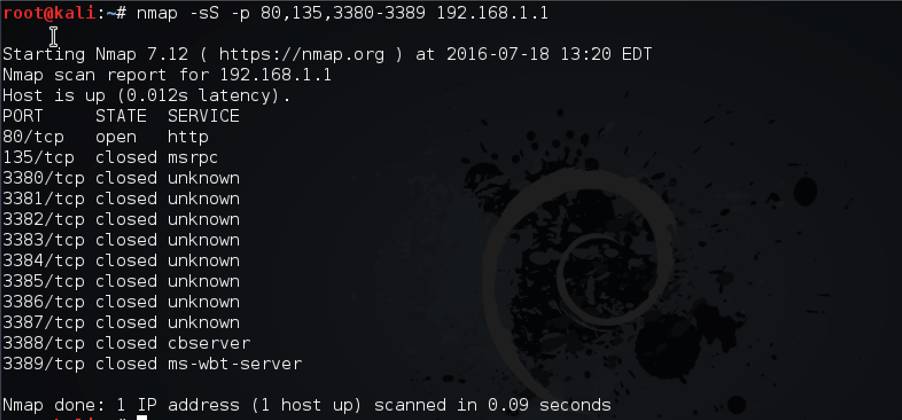 root@kali:~# nmap -sS -p 80,135,3380-3389 192.168.1.1
Starting Nmap 7.12 ( https://nmap.org ) at 2016-07-18 13:20 EDT
Nmap scan report for 192.168.1.1
Host is up (0.012s latency).
PORT     STATE  SERVICE
80/tcp   open   http
135/tcp  closed msrpc
3380/tcp closed unknown
3381/tcp closed unknown
3382/tcp closed unknown
3383/tcp closed unknown
3384/tcp closed unknown
3385/tcp closed unknown
3386/tcp closed unknown
3387/tcp closed unknown
3388/tcp closed cbserver
3389/tcp closed ms-wbt-server
Nmap done: 1 IP address (1 host up) scanned in 0.09 seconds